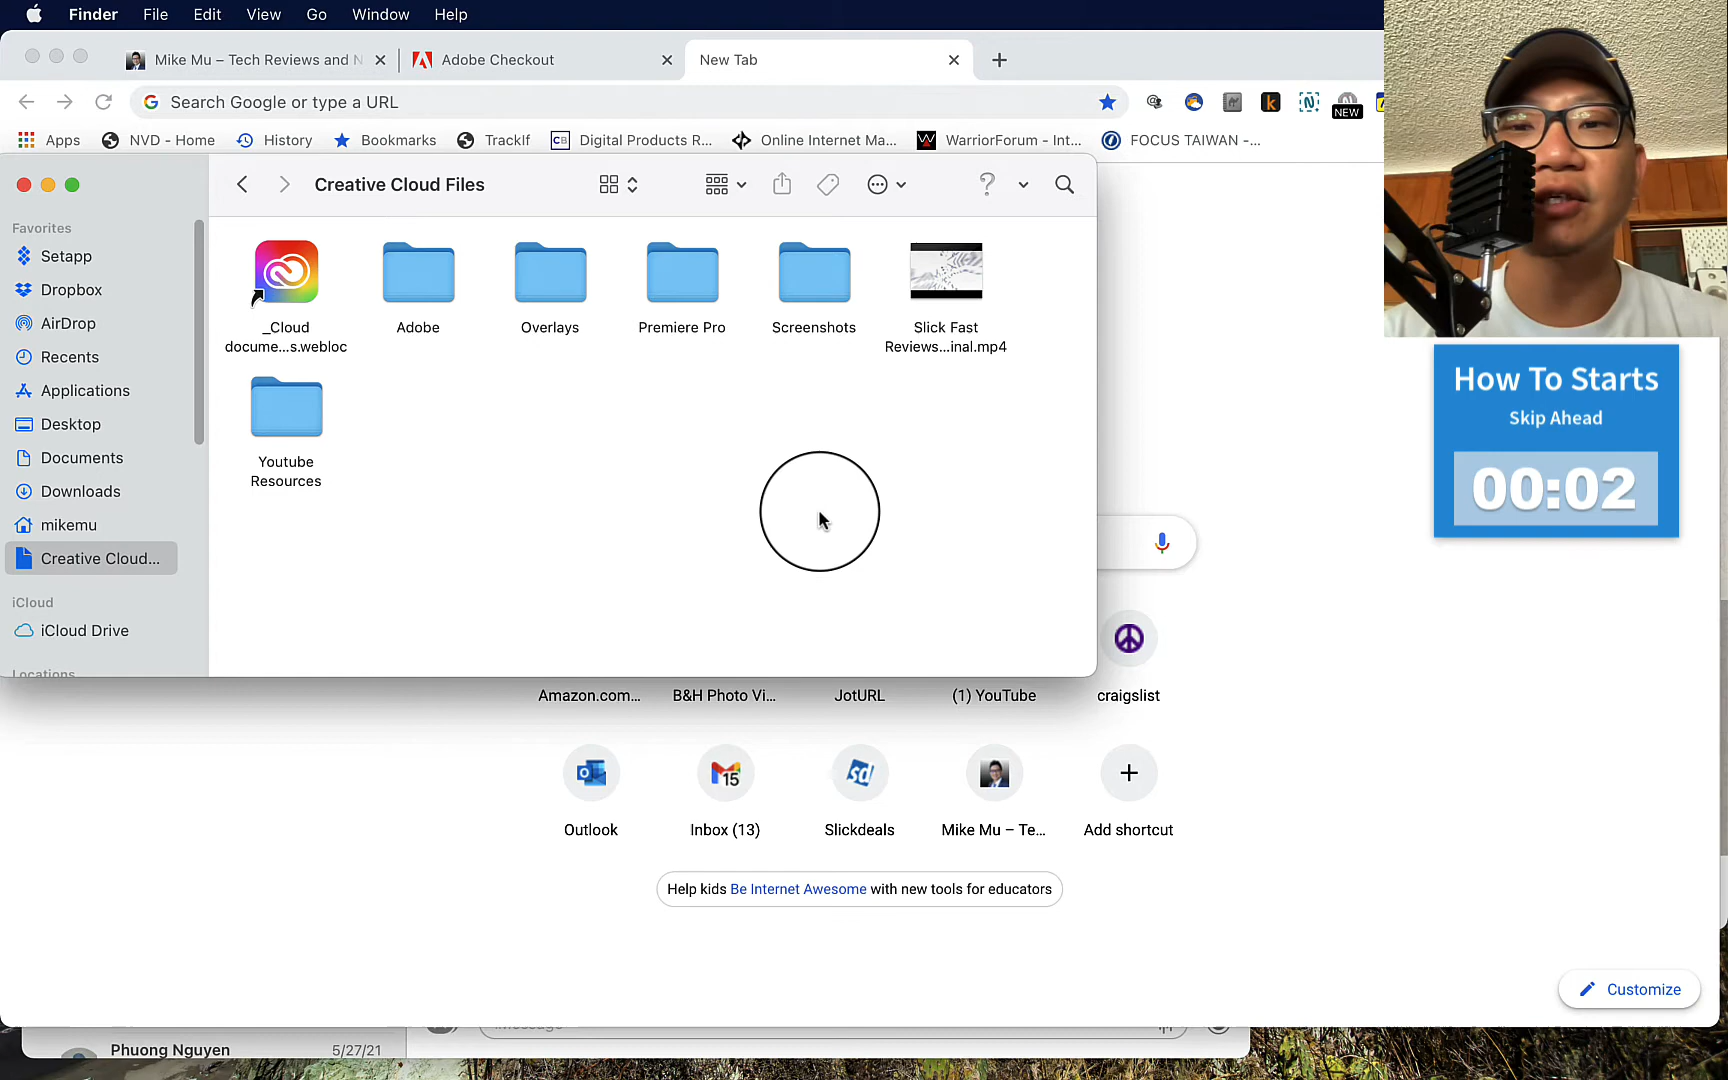 Finder File Edit View Go Window Help
Mike Mu – Tech Reviews and N
Adobe Checkout
New Tab
Search Google or type a URL
NEW
Apps
NVD - Home
History
Bookmarks
TrackIf
CB
Digital Products R...
Online Internet Ma...
WarriorForum - Int...
FOCUS TAIWAN -...
Creative Cloud Files
Favorites
Setapp
Dropbox
AirDrop
Recents
Applications
Desktop
Documents
Downloads
mikemu
Creative Cloud...
iCloud
iCloud Drive
Locations
_Cloud
docume...s.webloc
Adobe
Overlays
Premiere Pro
Screenshots
Slick Fast
Reviews...inal.mp4
Youtube
Resources
How To Starts
Skip Ahead
00:02
Amazon.com...
B&H Photo Vi...
JotURL
(1) YouTube
craigslist
15
sd
Outlook
Inbox (13)
Slickdeals
Mike Mu – Te...
Add shortcut
Help kids Be Internet Awesome with new tools for educators
Customize
iMessage
Phuong Nguyen
5/27/21